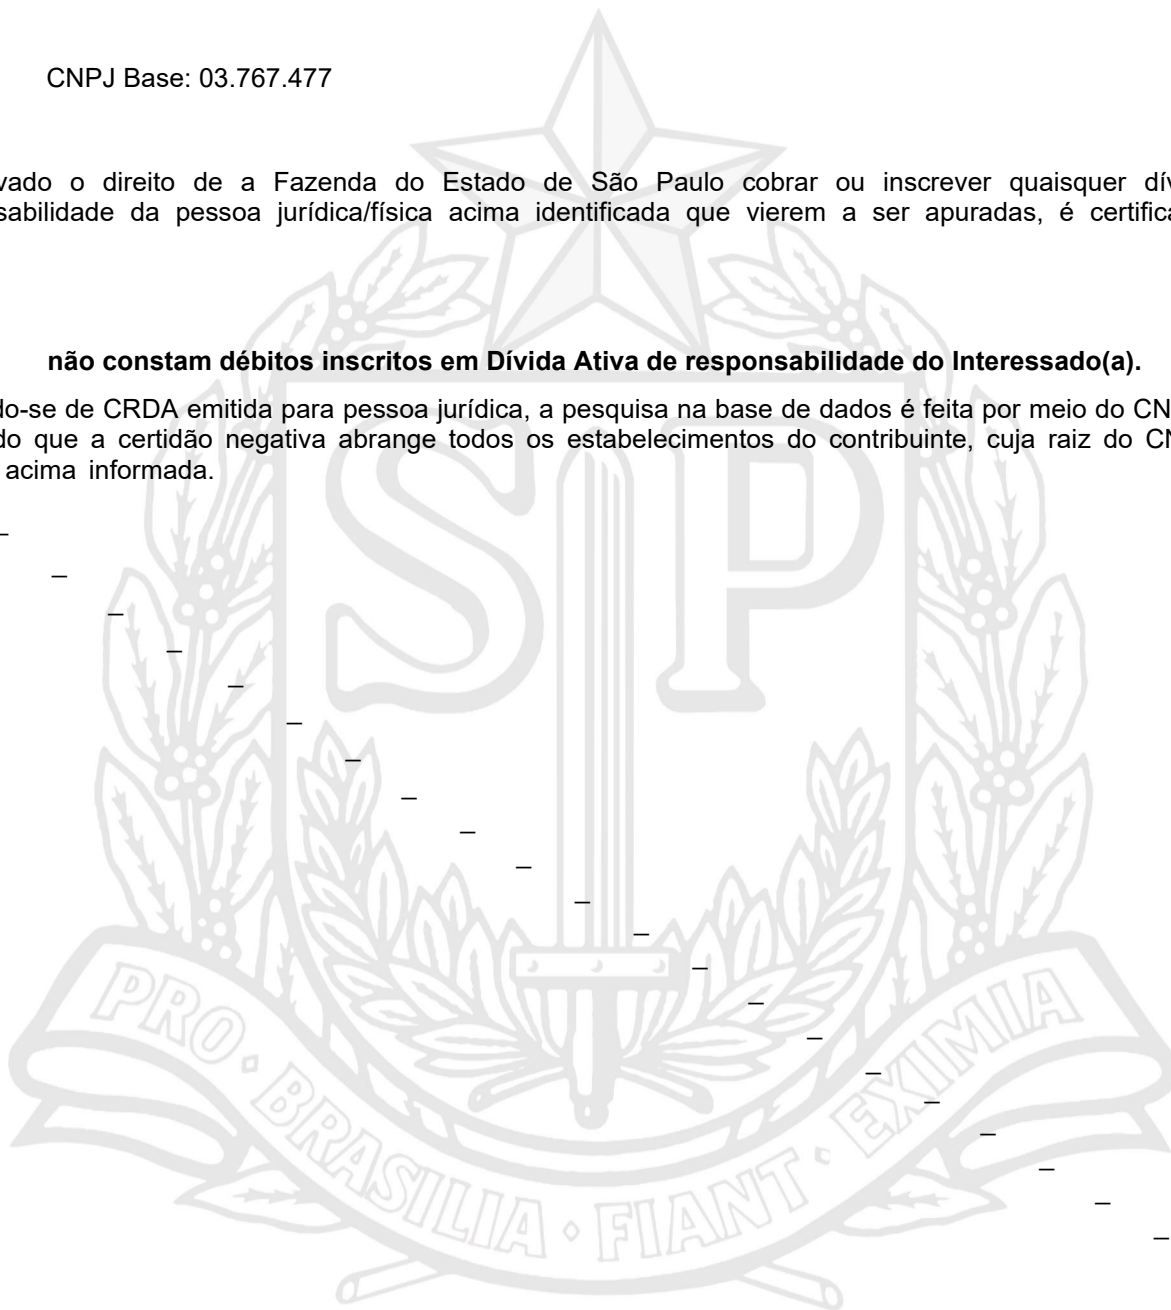 CNPJ Base: 03.767.477
vado o direito de a Fazenda do Estado de São Paulo cobrar ou inscrever quaisquer dív
sabilidade da pessoa jurídica/física acima identificada que vierem a ser apuradas, é certifica
não constam débitos inscritos em Dívida Ativa de responsabilidade do Interessado(a).
do-se de CRDA emitida para pessoa jurídica, a pesquisa na base de dados é feita por meio do CN
do que a certidão negativa abrange todos os estabelecimentos do contribuinte, cuja raiz do CN
acima informada.
SP
PRO · BRASILIA · FIANT · EXIMIA